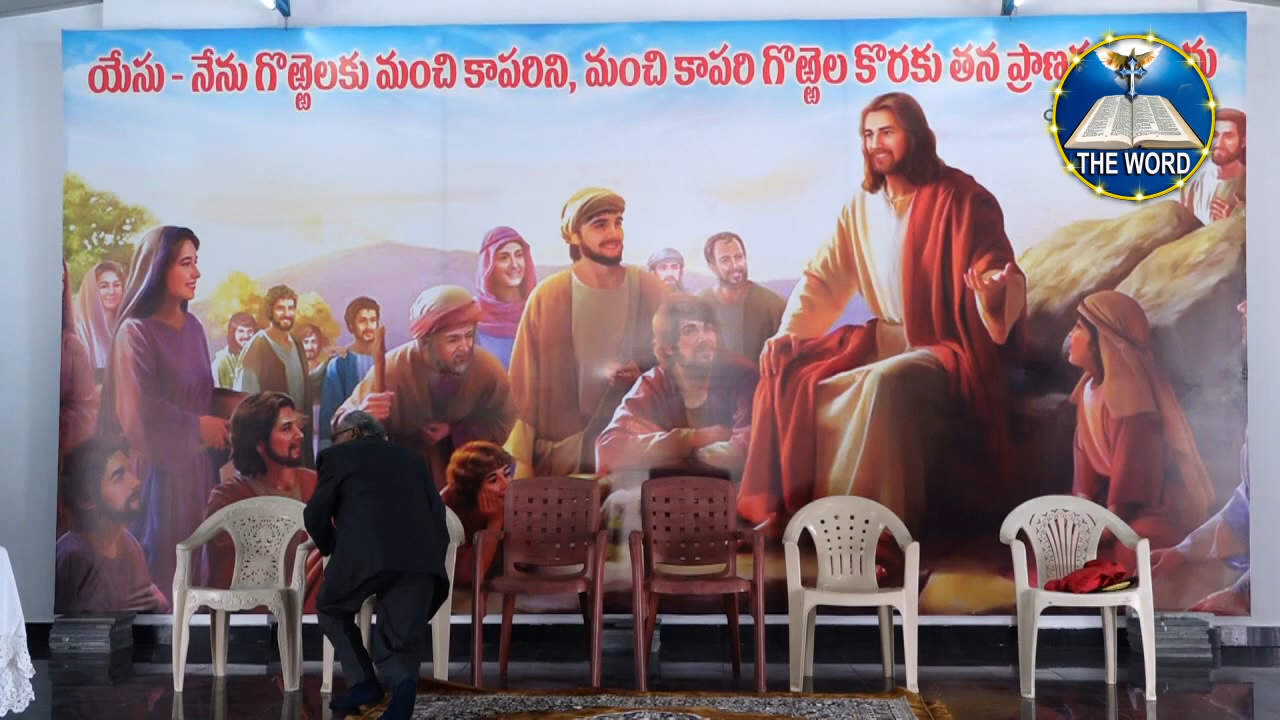 యేసు - నేను గొఱ్ఱెలకు మంచి కాపరిని, మంచి కాపరి గొఱ్ఱెల కొరకు తన
THE WORD